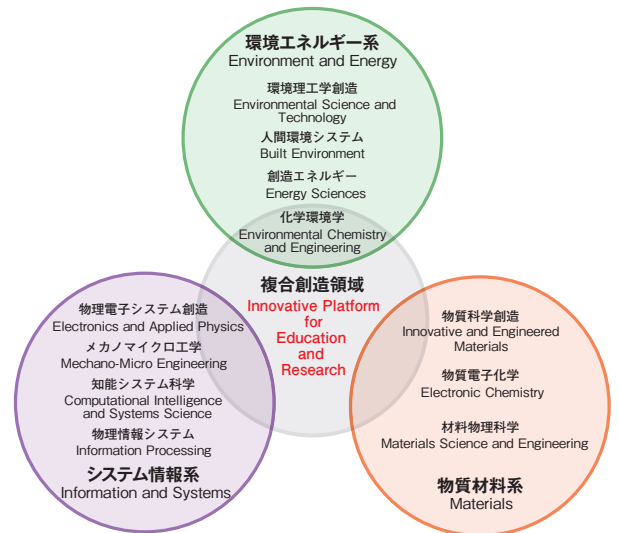 環境エネルギー系
Environment and Energy
環境理工学創造
Environmental Science and
Technology
人間環境システム
Built Environment
創造エネルギー
Energy Sciences
化学環境学
Environmental Chemistry
and Engineering
複合創造領域
Innovative Platform
for
Education
and
Research
物理電子システム創造
Electronics and Applied Physics
メカノマイクロ工学
Mechano-Micro Engineering
知能システム科学
Computational Intelligence
and Systems Science
物理情報システム
Information Processing
システム情報系
Information and Systems
物質科学創造
Innovative and Engineered
Materials
物質電子化学
Electronic Chemistry
材料物理科学
Materials Science and Engineering
物質材料系
Materials